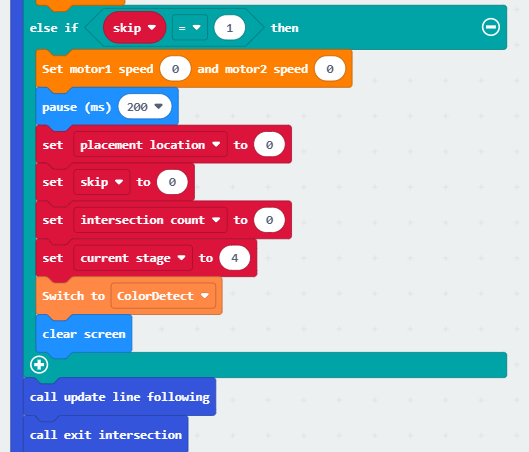 else if skip = 1 then
Set motor1 speed 0 and motor2 speed 0
pause (ms) 200
set placement location to 0
set skip to 0
set intersection count to 0
set current stage to 4
Switch to ColorDetect
clear screen
call update line following
call exit intersection